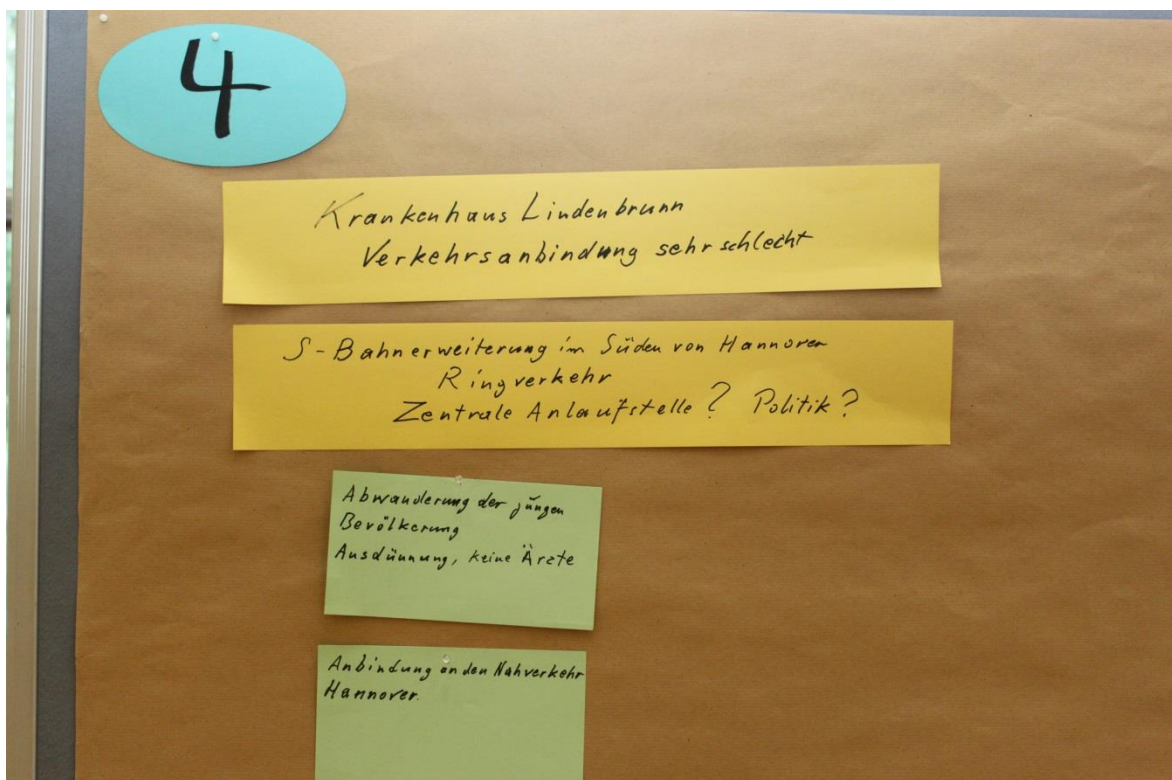 4
Krankenhaus Lindenbrunn
Verkehrsanbindung sehr schlecht
S-Bahnerweiterung im Süden von Hannover
Ringverkehr
Zentrale Anlaufstelle? Politik?
Abwanderung der jungen
Bevölkerung
Ausdünnung, keine Ärzte
Anbindung an den Nahverkehr
Hannover.